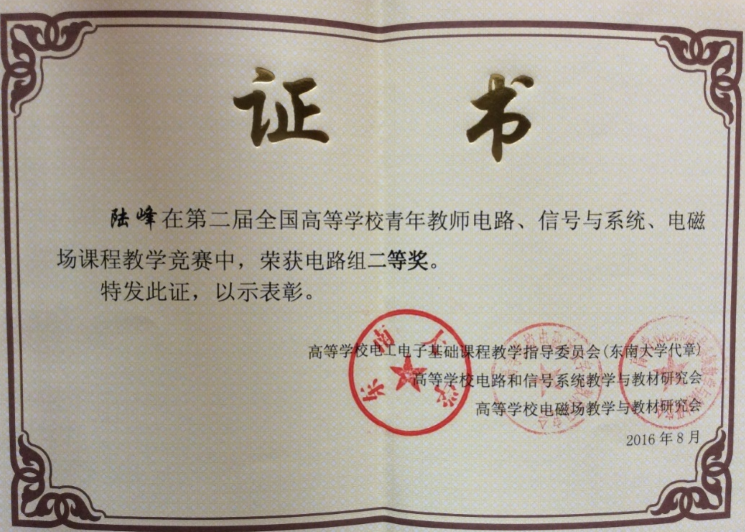 证 书
陆峰在第二届全国高等学校青年教师电路、信号与系统、电磁
场课程教学竞赛中，荣获电路组二等奖。
特发此证，以示表彰。
高等学校电工电子基础课程教学指导委员会(东南大学代章)
高等学校电路和信号系统教学与教材研究会
高等学校电磁场教学与教材研究会
2016年8月
东南大学